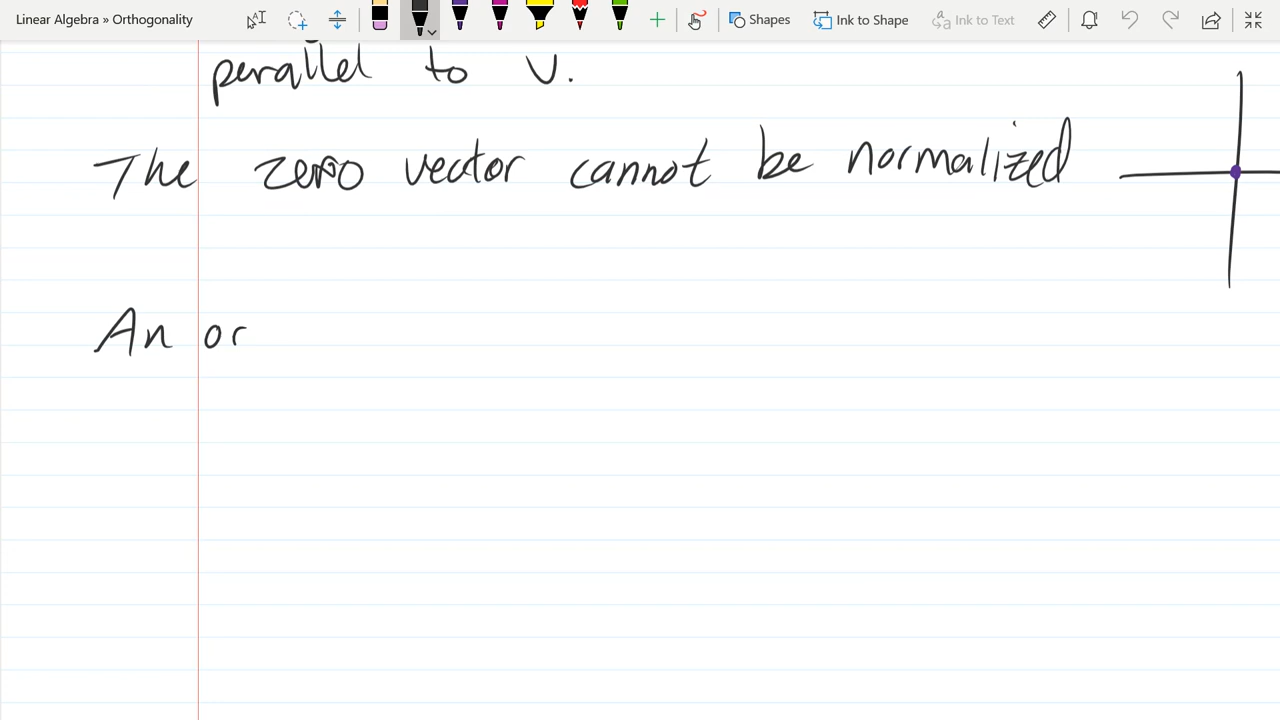 Linear Algebra » Orthogonality
Shapes
Ink to Shape
Ink to Text
parallel to v.
The zero vector cannot be normalized
An or